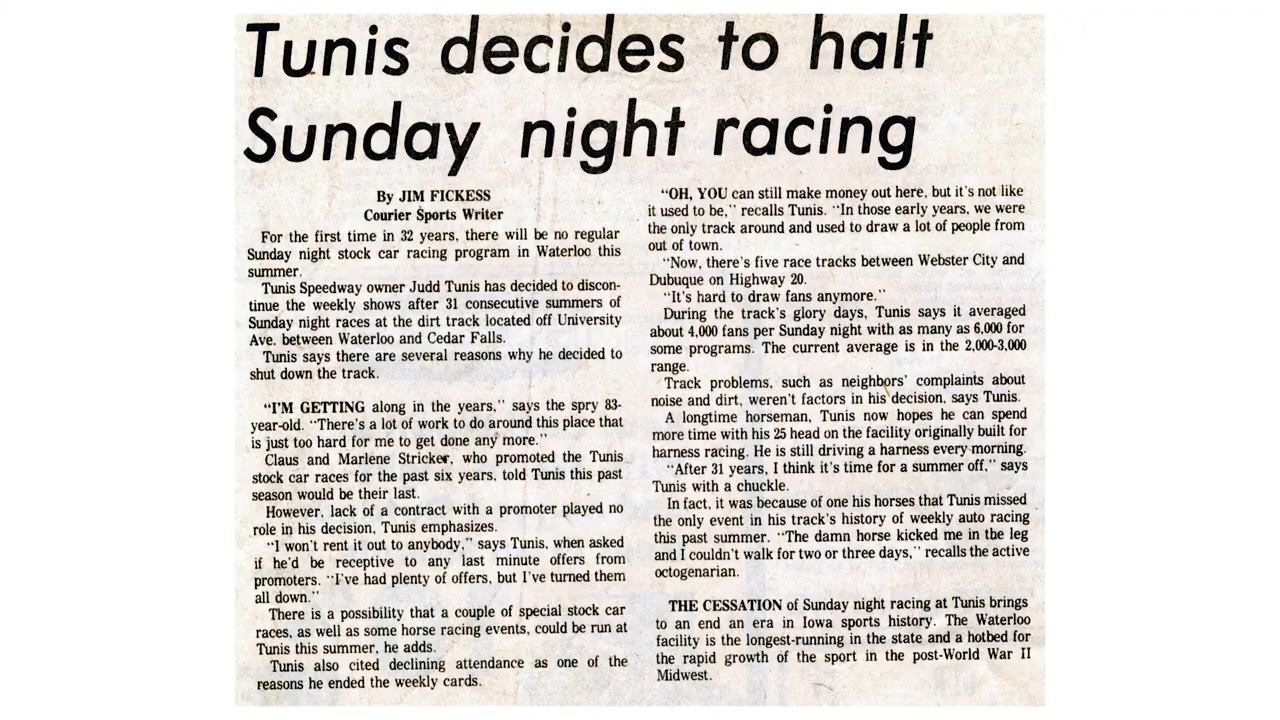 Tunis decides to halt
Sunday night racing
By JIM FICKESS
Courier Sports Writer
For the first time in 32 years, there will be no regular
Sunday night stock car racing program in Waterloo this
summer.
Tunis Speedway owner Judd Tunis has decided to discon-
tinue the weekly shows after 31 consecutive summers of
Sunday night races at the dirt track located off University
Ave. between Waterloo and Cedar Falls.
Tunis says there are several reasons why he decided to
shut down the track.
"I'M GETTING along in the years," says the spry 83-
year-old. "There's a lot of work to do around this place that
is just too hard for me to get done any more."
Claus and Marlene Stricker, who promoted the Tunis
stock car races for the past six years, told Tunis this past
season would be their last.
However, lack of a contract with a promoter played no
role in his decision, Tunis emphasizes.
"I won't rent it out to anybody," says Tunis, when asked
if he'd be receptive to any last minute offers from
promoters. "I've had plenty of offers, but I've turned them
all down."
There is a possibility that a couple of special stock car
races, as well as some horse racing events, could be run at
Tunis this summer, he adds.
Tunis also cited declining attendance as one of the
reasons he ended the weekly cards.
"OH, YOU can still make money out here, but it's not like
it used to be," recalls Tunis. "In those early years, we were
the only track around and used to draw a lot of people from
out of town.
"Now, there's five race tracks between Webster City and
Dubuque on Highway 20.
"It's hard to draw fans anymore."
During the track's glory days, Tunis says it averaged
about 4,000 fans per Sunday night with as many as 6,000 for
some programs. The current average is in the 2,000-3,000
range.
Track problems, such as neighbors' complaints about
noise and dirt, weren't factors in his decision, says Tunis.
A longtime horseman, Tunis now hopes he can spend
more time with his 25 head on the facility originally built for
harness racing. He is still driving a harness every morning.
"After 31 years, I think it's time for a summer off," says
Tunis with a chuckle.
In fact, it was because of one his horses that Tunis missed
the only event in his track's history of weekly auto racing
this past summer. "The damn horse kicked me in the leg
and I couldn't walk for two or three days," recalls the active
octogenarian.
THE CESSATION of Sunday night racing at Tunis brings
to an end an era in Iowa sports history. The Waterloo
facility is the longest-running in the state and a hotbed for
the rapid growth of the sport in the post-World War II
Midwest.